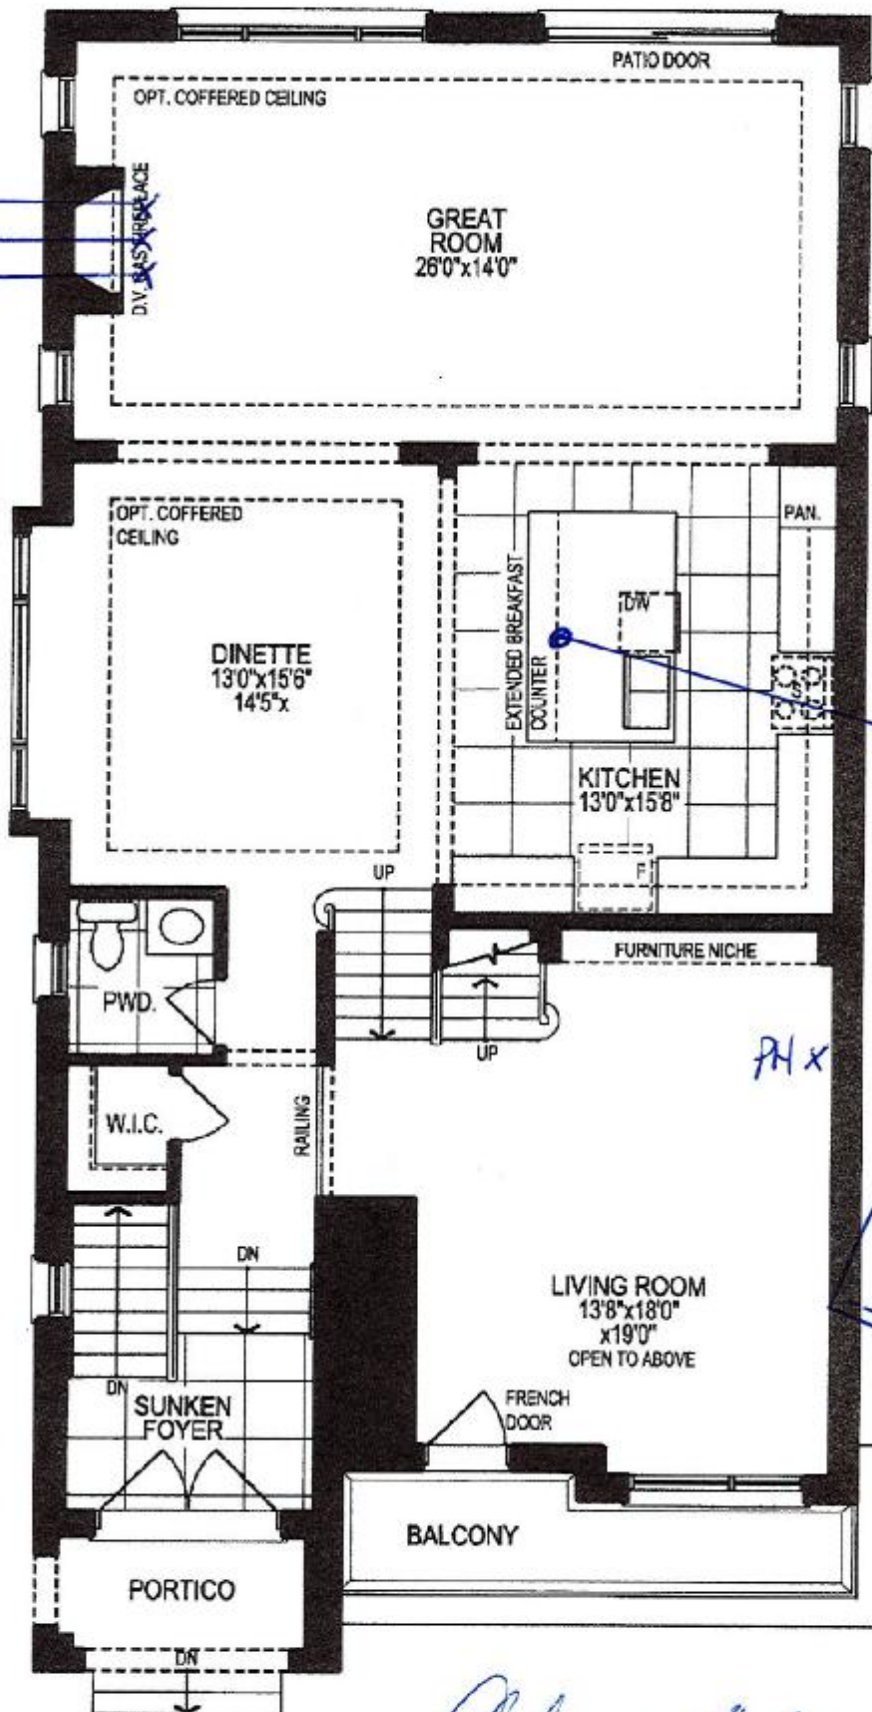 PATIO DOOR
OPT. COFFERED CEILING
D.V. GAS FIREPLACE
GREAT
ROOM
26'0"x14'0"
OPT. COFFERED
CEILING
PAN.
DW
EXTENDED BREAKFAST
COUNTER
DINETTE
13'0"x15'6"
14'5"x
KITCHEN
13'0"x15'8"
F
UP
FURNITURE NICHE
PWD.
UP
PH x
W.I.C.
RAILING
DN
LIVING ROOM
13'8"x18'0"
x19'0"
OPEN TO ABOVE
DN
SUNKEN
FOYER
FRENCH
DOOR
BALCONY
PORTICO
DN